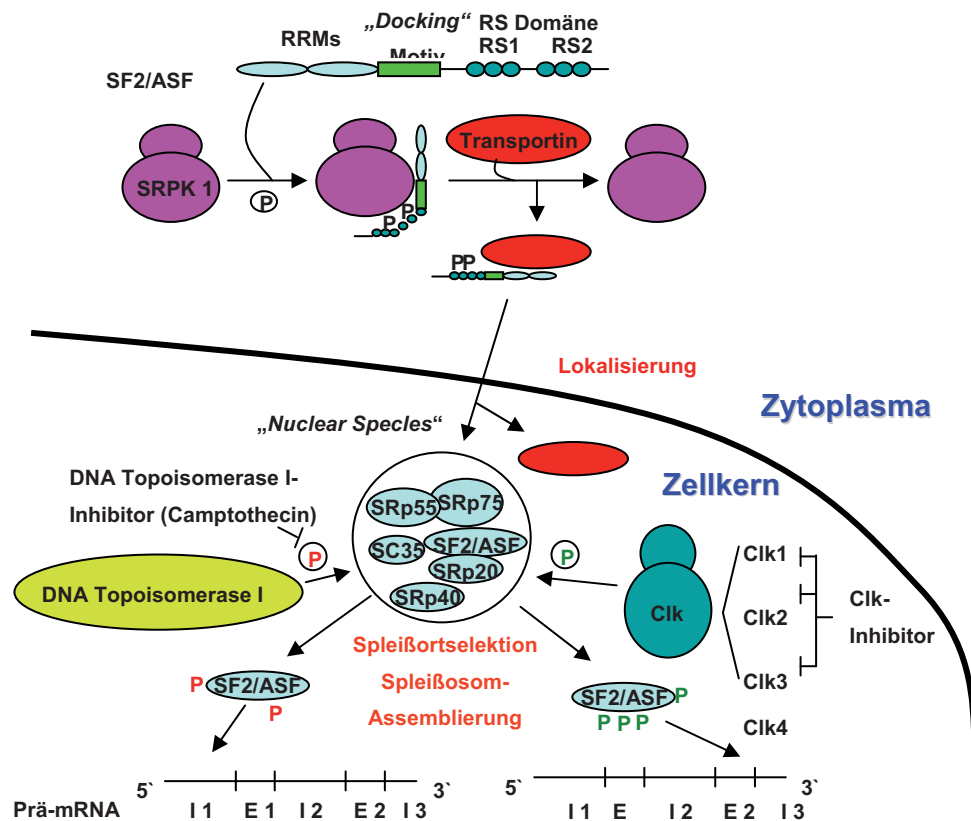 „Docking“
RS Domäne
RRMs
Motiv
RS1
RS2
SF2/ASF
Transportin
SRPK 1
P
P
P
PP
Lokalisierung
Zytoplasma
„Nuclear Specles“
Zellkern
DNA Topoisomerase I-
Inhibitor (Camptothecin)
SRp55
SRp75
P
SC35
SF2/ASF
P
SRp20
SRp40
DNA Topoisomerase I
Clk
Clk1
Clk2
Clk3
Clk4
Clk-
Inhibitor
Spleißortselektion
Spleißosom-
Assemblierung
P
SF2/ASF
P
SF2/ASF
P
P P P
5` 3`
Prä-mRNA I 1 E 1 I 2 E 2 I 3
5` 3`
I 1 E I 2 E 2 I 3